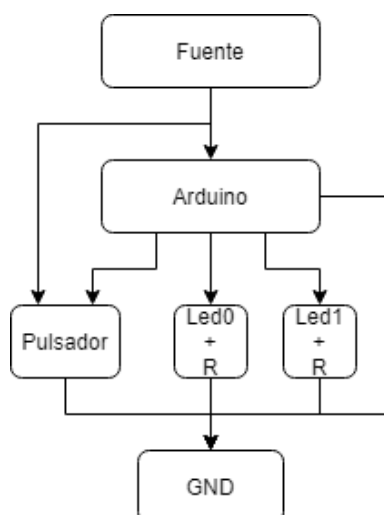 Fuente
Arduino
Pulsador
Led0
+
R
Led1
+
R
GND